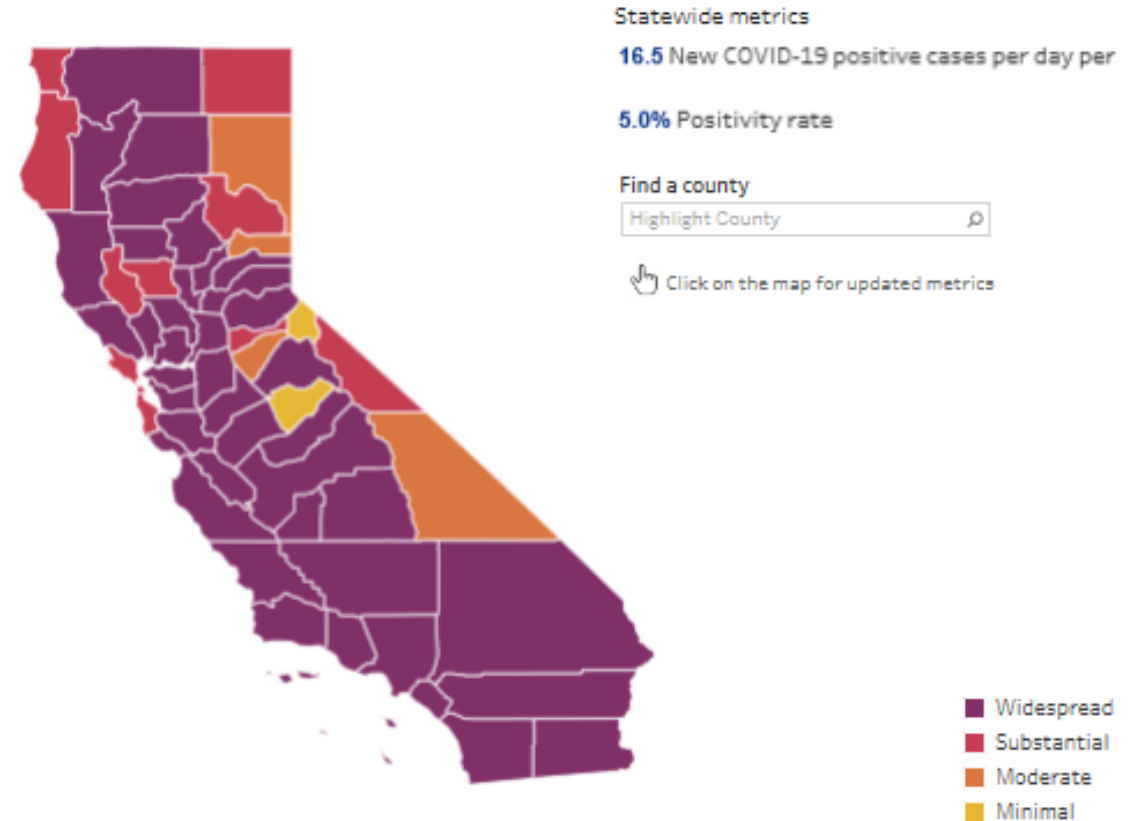 Statewide metrics
16.5 New COVID-19 positive cases per day per
5.0% Positivity rate
Find a county
Highlight County
Click on the map for updated metrics
Widespread
Substantial
Moderate
Minimal